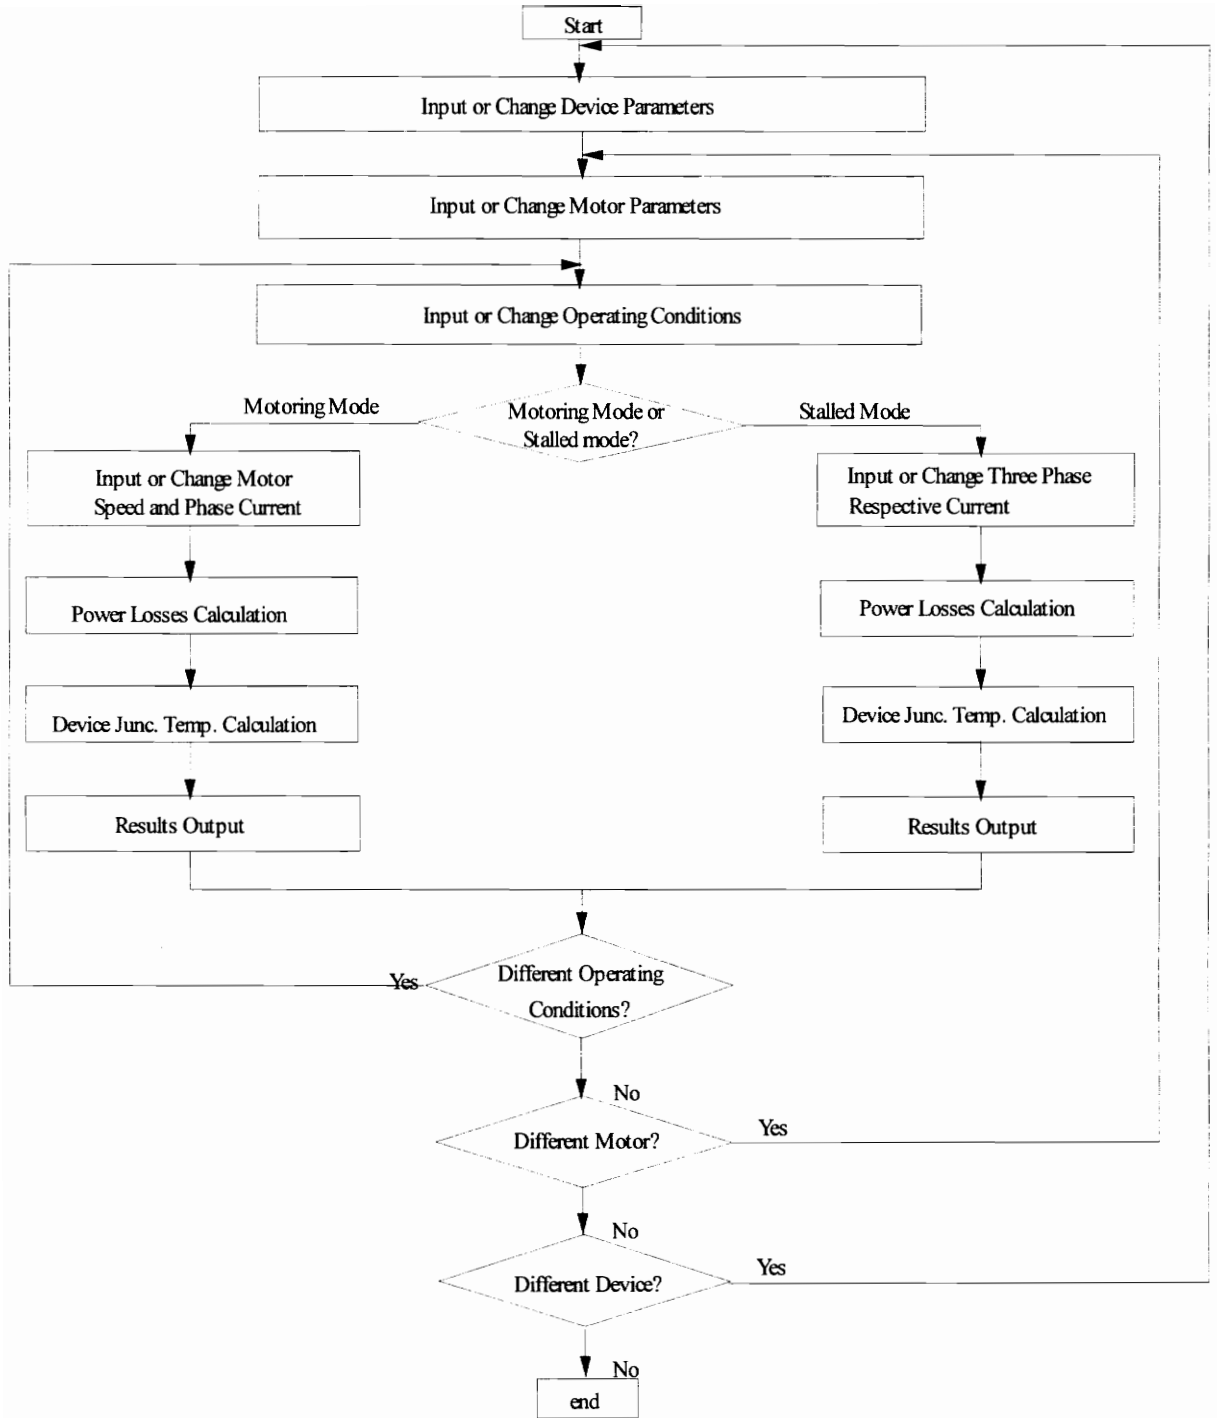 Start
Input or Change Device Parameters
Input or Change Motor Parameters
Input or Change Operating Conditions
Motoring Mode
Motoring Mode or
Stalled mode?
Stalled Mode
Input or Change Motor
Speed and Phase Current
Input or Change Three Phase
Respective Current
Power Losses Calculation
Power Losses Calculation
Device Junc. Temp. Calculation
Device Junc. Temp. Calculation
Results Output
Results Output
Yes
Different Operating
Conditions?
No
Different Motor?
Yes
No
Different Device?
Yes
No
end